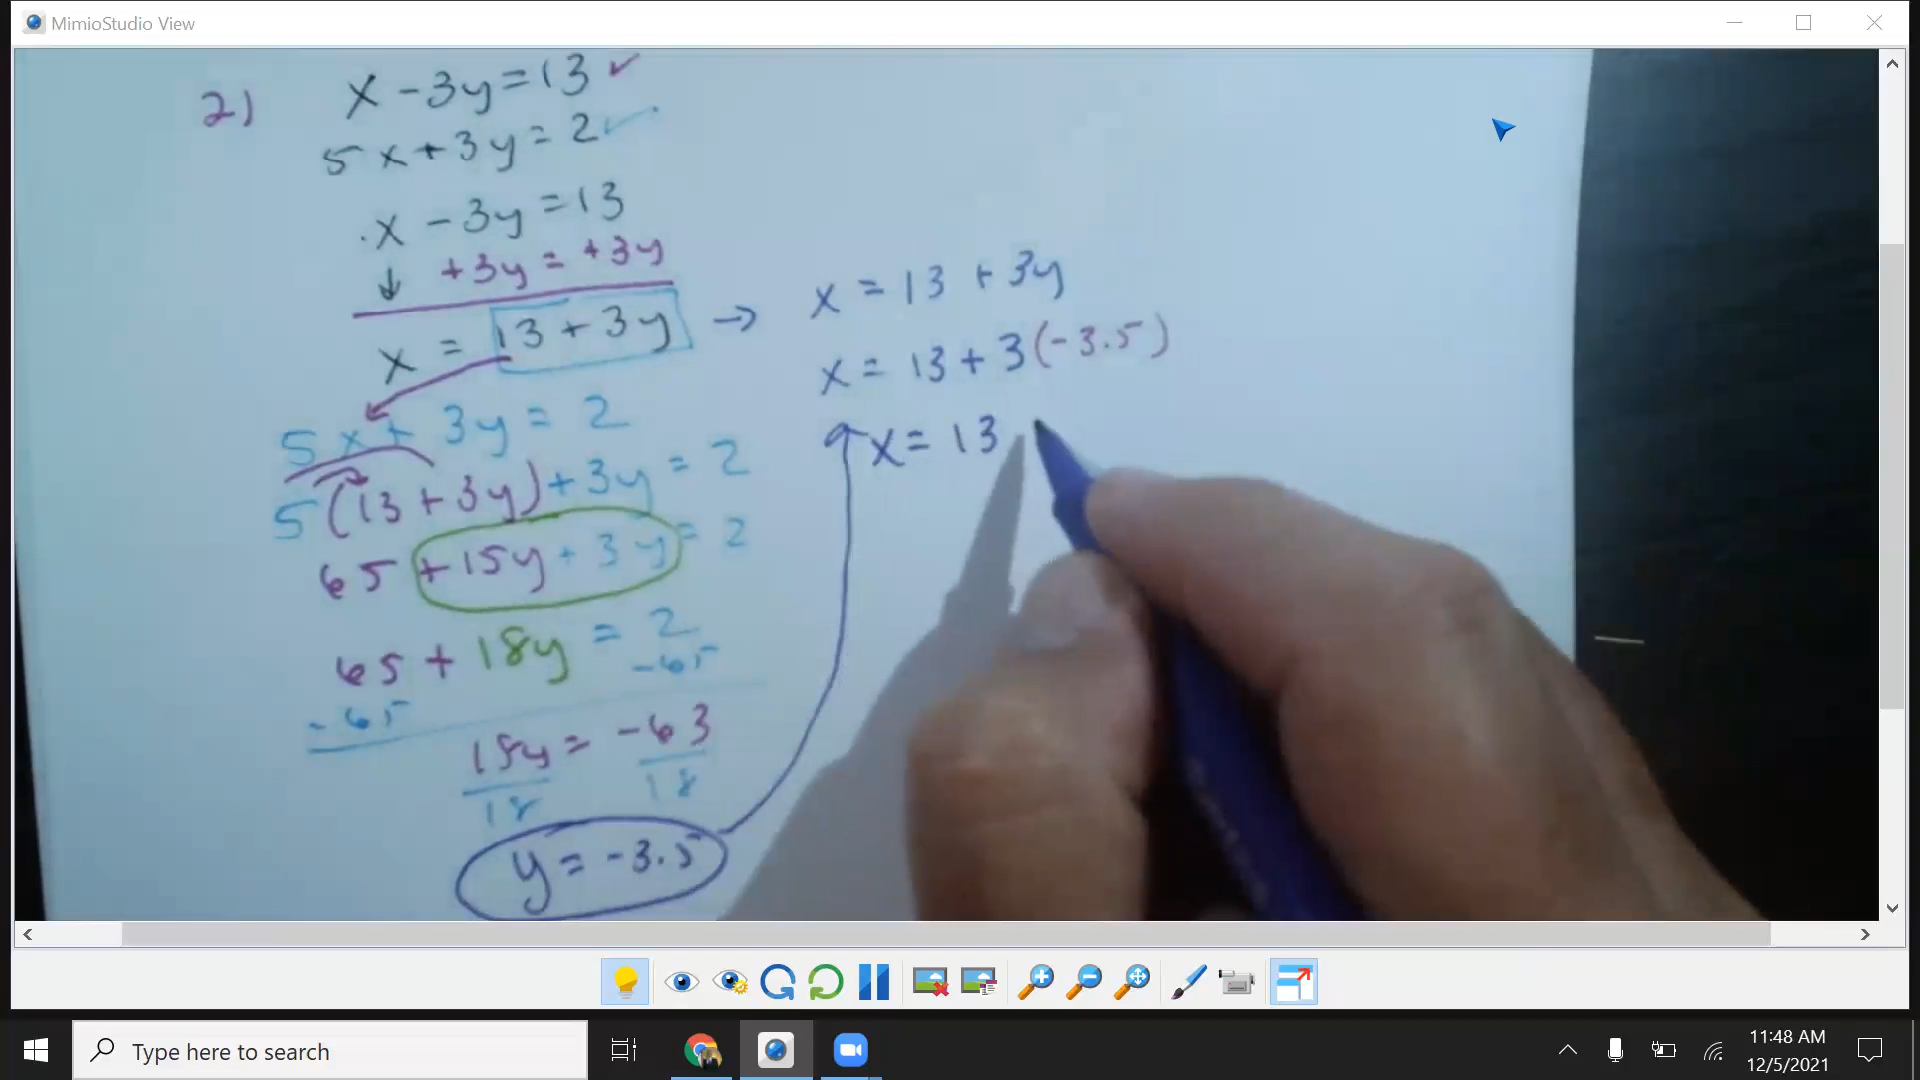 MimioStudio View
2)
x - 3y = 13 ✓
5x + 3y = 2 ✓
x - 3y = 13
+3y = +3y
x = 13 + 3y →
5x + 3y = 2
5(13 + 3y) + 3y = 2
65 + 15y + 3y = 2
65 + 18y = 2
-65 -65
18y = -63
18 18
y = -3.5
x = 13 + 3y
x = 13 + 3(-3.5)
x = 13
Type here to search
11:48 AM
12/5/2021